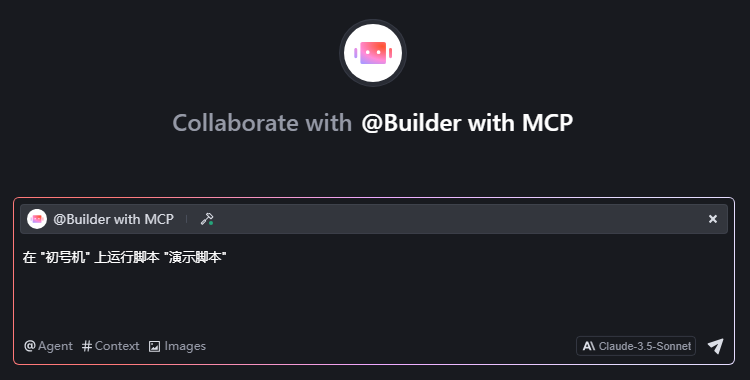 Collaborate with @Builder with MCP
@Builder with MCP
在 "初号机" 上运行脚本 "演示脚本"
@ Agent # Context Images A\ Claude-3.5-Sonnet